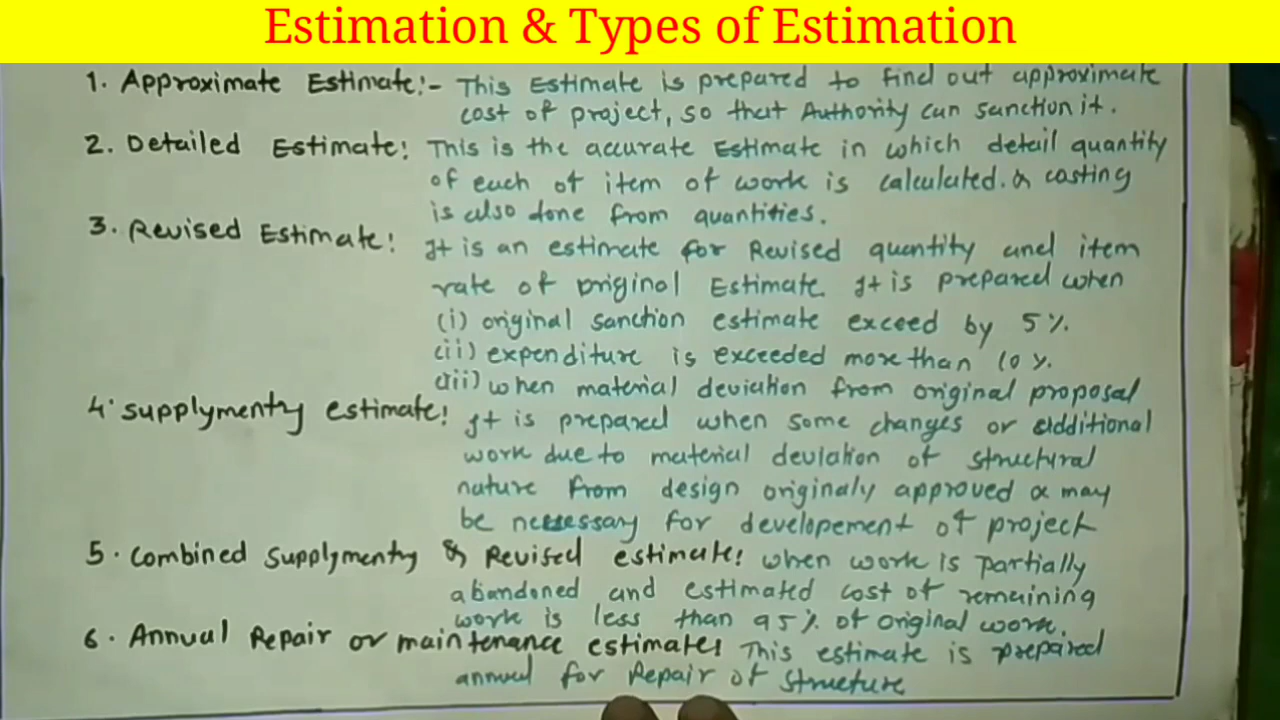 Estimation & Types of Estimation
1. Approximate Estimate:- This Estimate is prepared to find out approximate
cost of project, so that Authority can sanction it.
2. Detailed Estimate: This is the accurate Estimate in which detail quantity
of each of item of work is calculated. & costing
is also done from quantities.
3. Revised Estimate: It is an estimate for Revised quantity and item
rate of original Estimate. It is prepared when
(i) original sanction estimate exceed by 5%.
(ii) expenditure is exceeded more than 10%.
(iii) when material deviation from original proposal
4. Supplymenty estimate: It is prepared when some changes or additional
work due to material deviation of structural
nature from design originaly approved & may
be necessary for developement of project
5. Combined Supplymenty & Revised estimate: when work is partially
abandoned and estimated cost of remaining
work is less than 95% of original work.
6. Annual Repair or maintenance estimate: This estimate is prepared
annual for Repair of structure